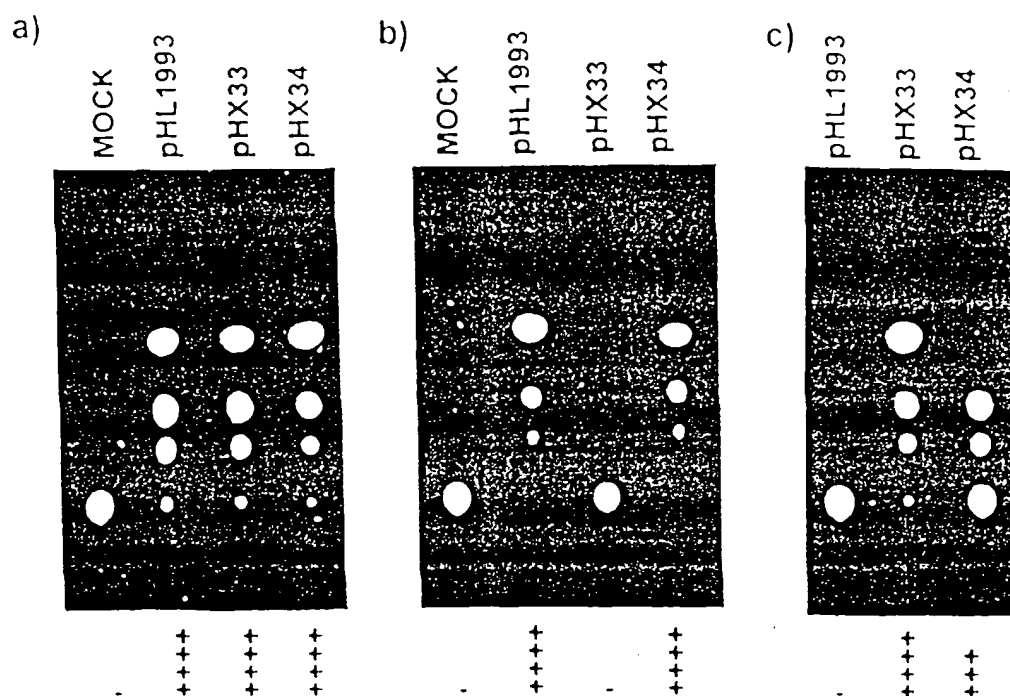 a)
MOCK
pHL1993
pHX33
pHX34
- ++++ ++++ ++++
b)
MOCK
pHL1993
pHX33
pHX34
- ++++ - ++++
c)
pHL1993
pHX33
pHX34
- ++++ +++